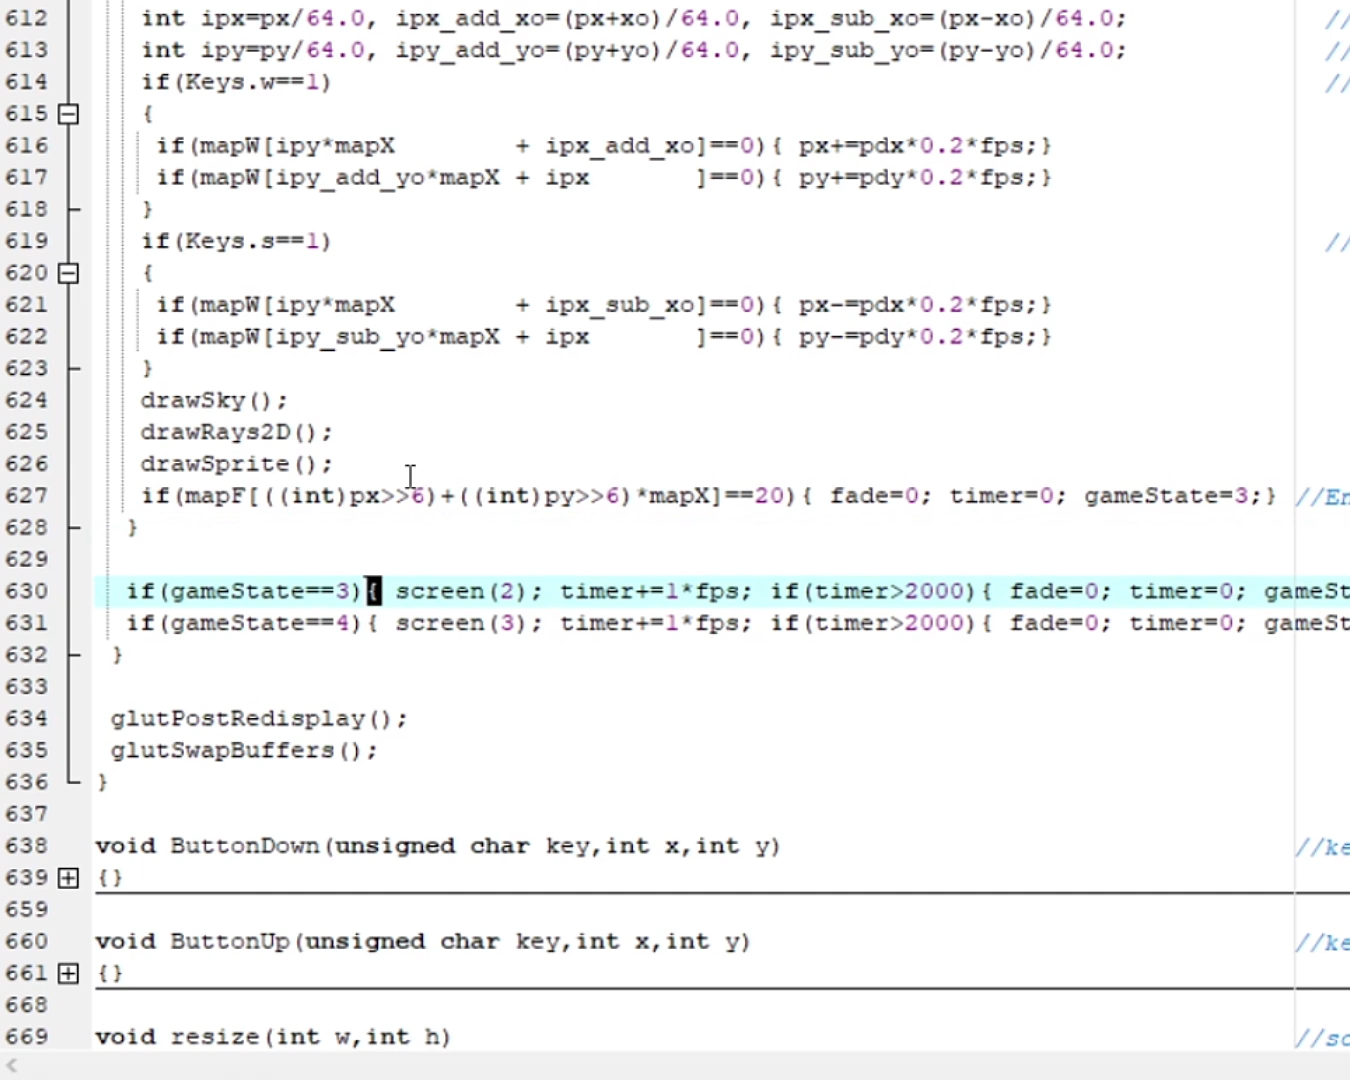 612 int ipx=px/64.0, ipx_add_xo=(px+xo)/64.0, ipx_sub_xo=(px-xo)/64.0; //
613 int ipy=py/64.0, ipy_add_yo=(py+yo)/64.0, ipy_sub_yo=(py-yo)/64.0; //
614 if(Keys.w==1) //
615 {
616 if(mapW[ipy*mapX + ipx_add_xo]==0){ px+=pdx*0.2*fps;}
617 if(mapW[ipy_add_yo*mapX + ipx ]==0){ py+=pdy*0.2*fps;}
618 }
619 if(Keys.s==1) //
620 {
621 if(mapW[ipy*mapX + ipx_sub_xo]==0){ px-=pdx*0.2*fps;}
622 if(mapW[ipy_sub_yo*mapX + ipx ]==0){ py-=pdy*0.2*fps;}
623 }
624 drawSky();
625 drawRays2D();
626 drawSprite();
627 if(mapF[((int)px>>6)+((int)py>>6)*mapX]==20){ fade=0; timer=0; gameState=3;} //En
628 }
629
630 if(gameState==3){ screen(2); timer+=1*fps; if(timer>2000){ fade=0; timer=0; gameSt
631 if(gameState==4){ screen(3); timer+=1*fps; if(timer>2000){ fade=0; timer=0; gameSt
632 }
633
634 glutPostRedisplay();
635 glutSwapBuffers();
636 }
637
638 void ButtonDown(unsigned char key,int x,int y) //ke
639 {}
659
660 void ButtonUp(unsigned char key,int x,int y) //ke
661 {}
668
669 void resize(int w,int h) //sc